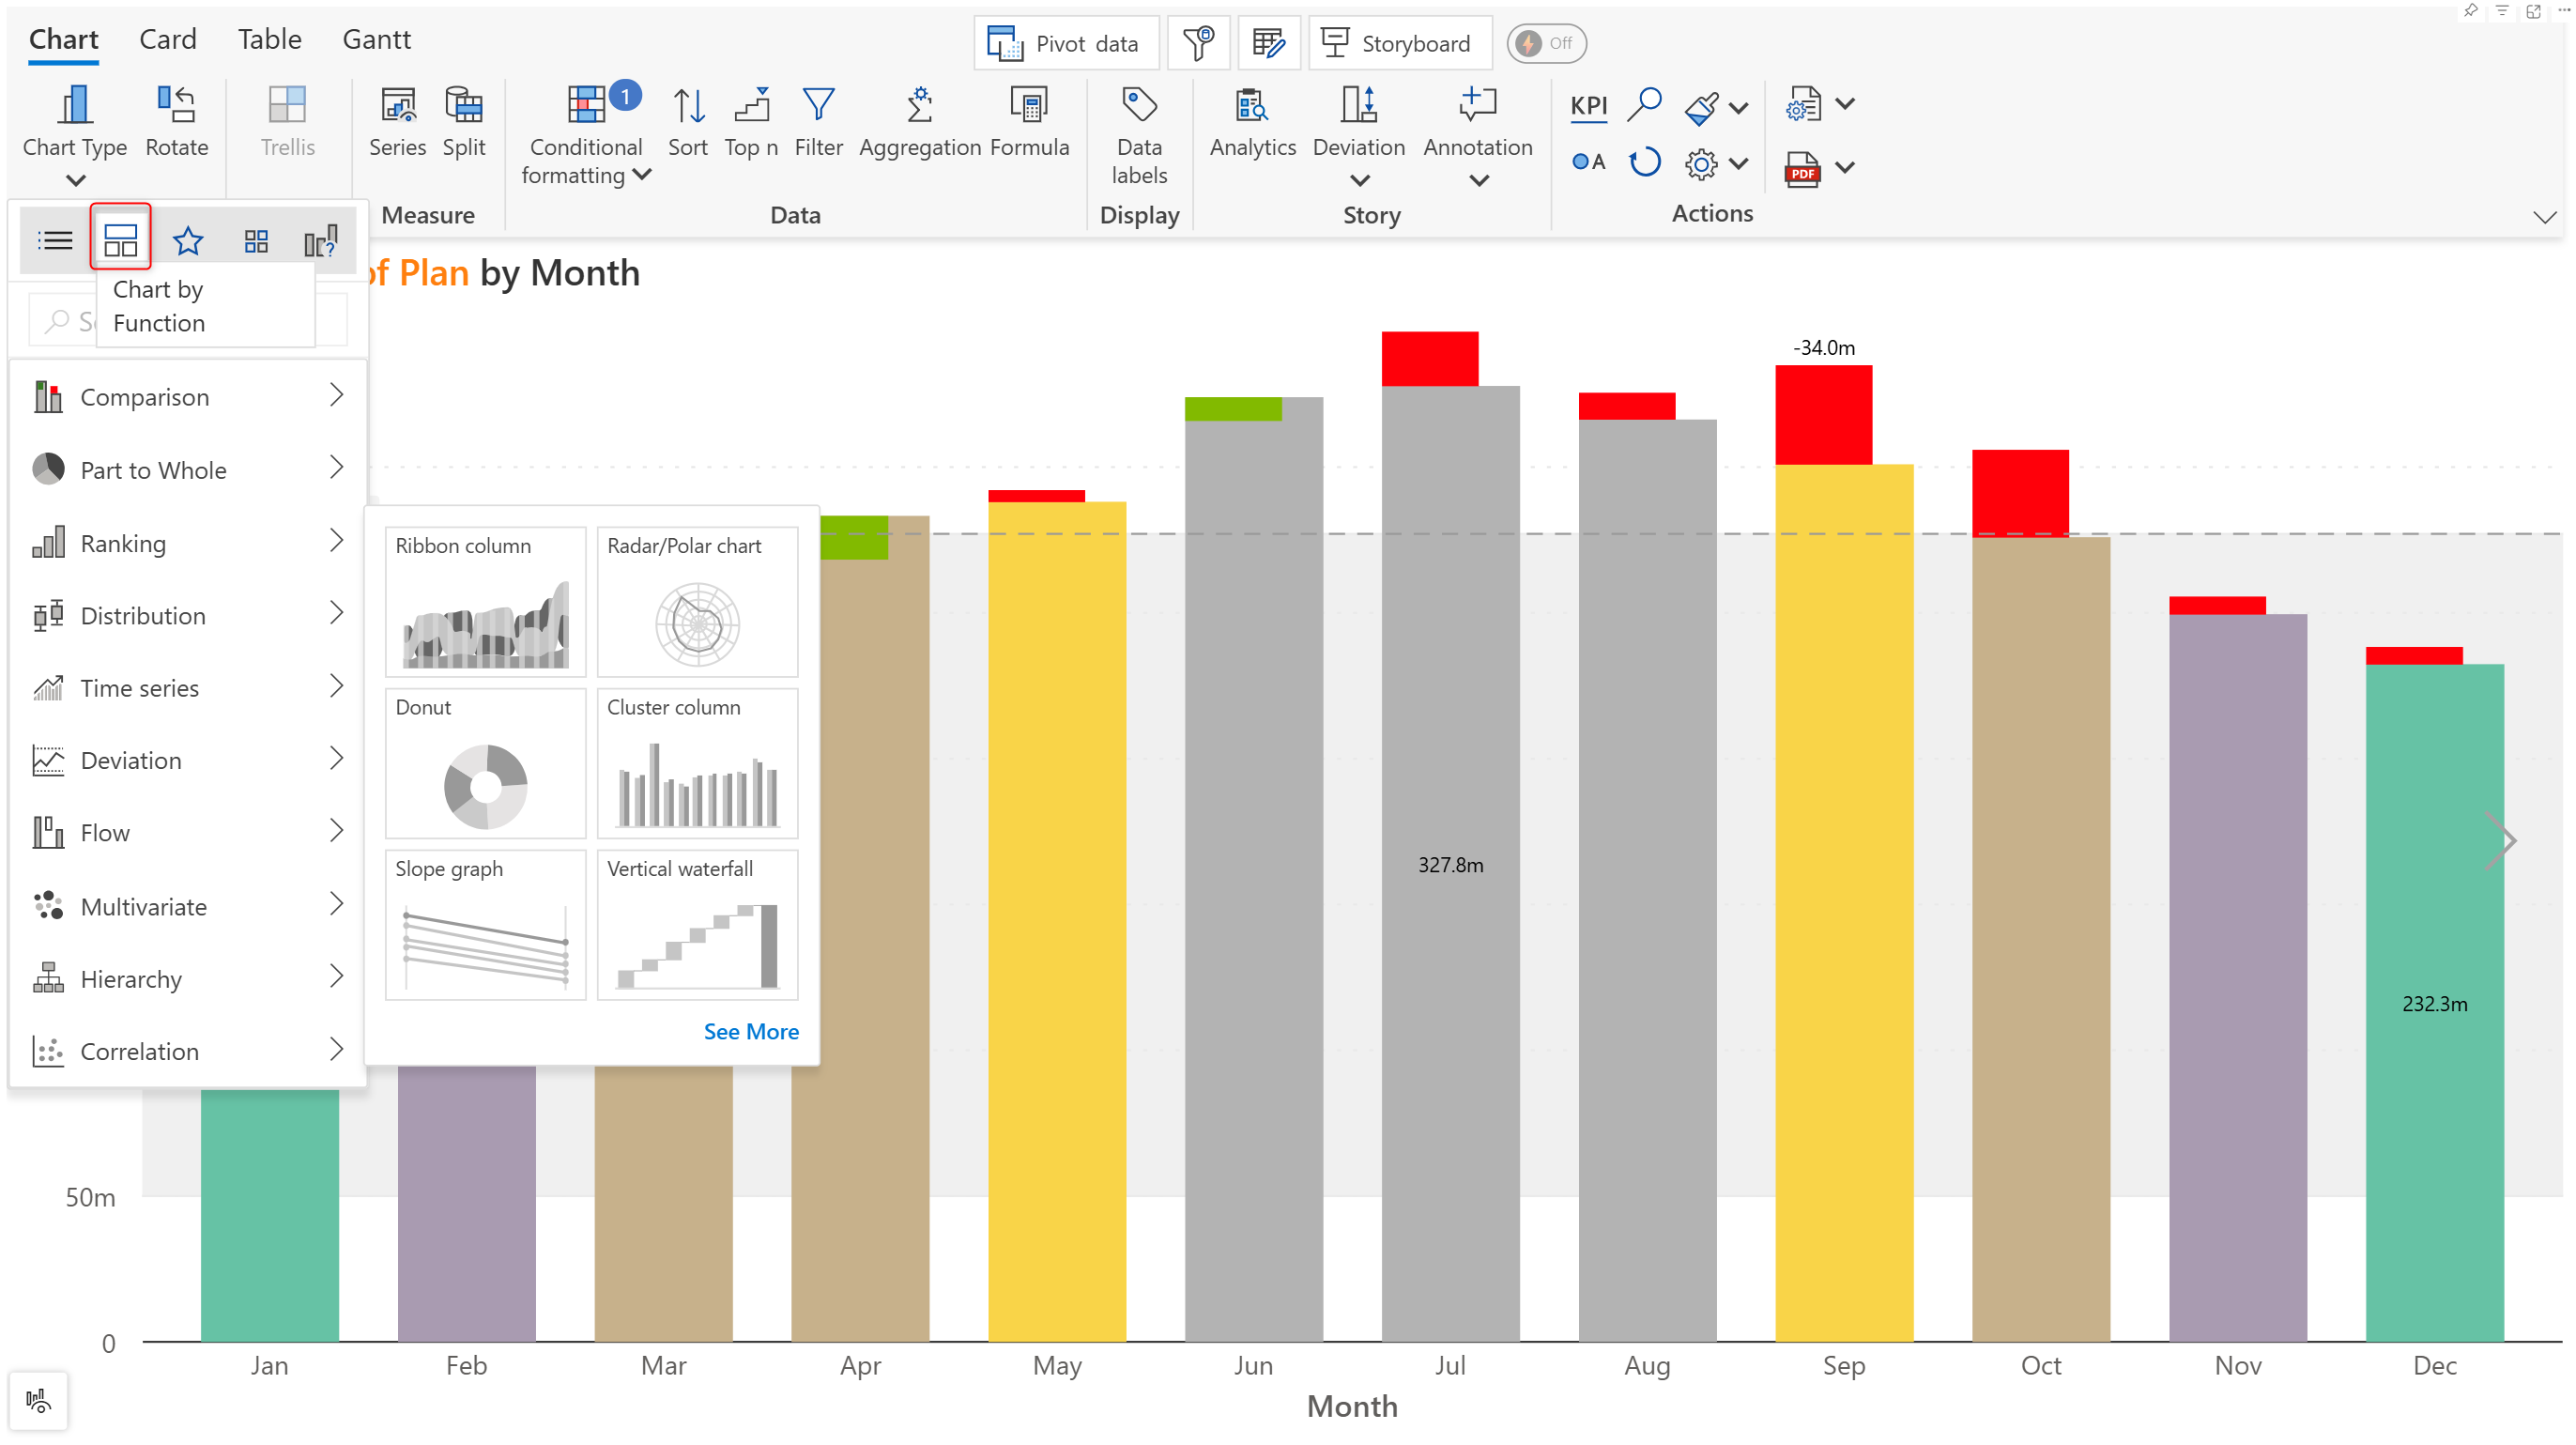 Chart Card Table Gantt
Pivot data
Storyboard
Off
Chart Type
Rotate
Trellis
Series
Split
Conditional
formatting
1
Sort
Top n
Filter
Aggregation
Formula
Data
labels
Analytics
Deviation
Annotation
KPI
A
PDF
Measure
Data
Display
Story
Actions
?
Chart by
Function
of Plan by Month
Comparison
Part to Whole
Ranking
Distribution
Time series
Deviation
Flow
Multivariate
Hierarchy
Correlation
Ribbon column
Radar/Polar chart
Donut
Cluster column
Slope graph
Vertical waterfall
See More
-34.0m
327.8m
232.3m
50m
0
Jan Feb Mar Apr May Jun Jul Aug Sep Oct Nov Dec
Month